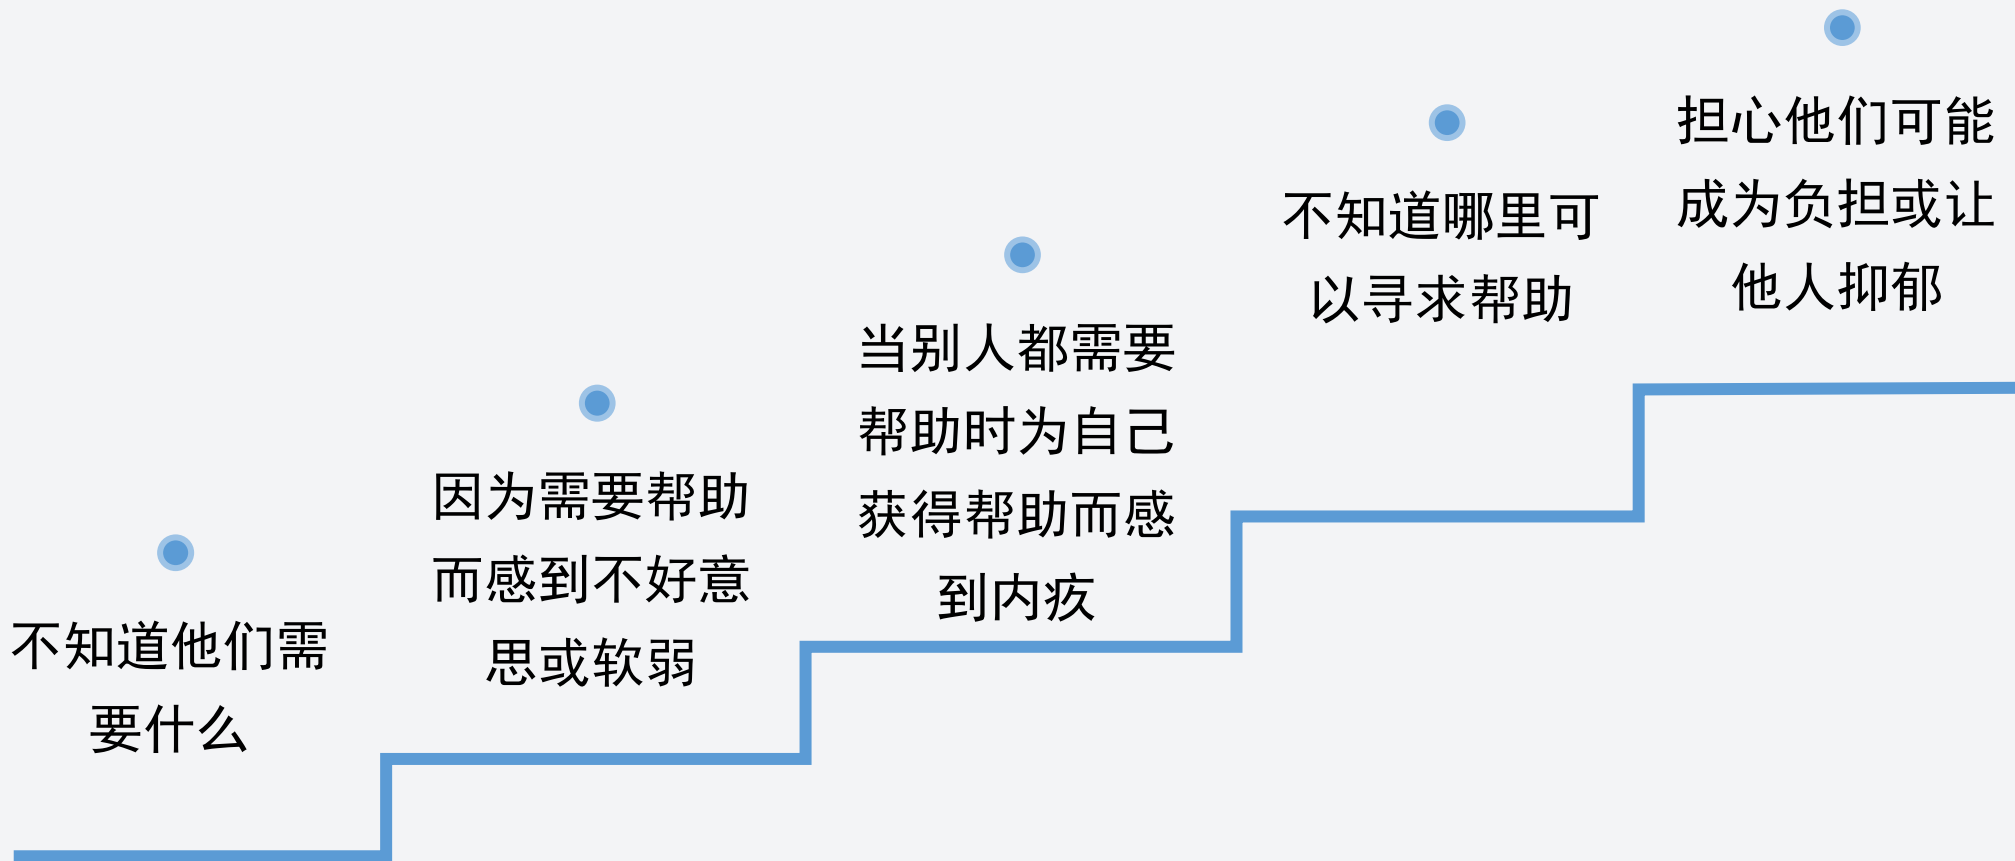 不知道他们需
要什么
因为需要帮助
而感到不好意
思或软弱
当别人都需要
帮助时为自己
获得帮助而感
到内疚
不知道哪里可
以寻求帮助
担心他们可能
成为负担或让
他人抑郁